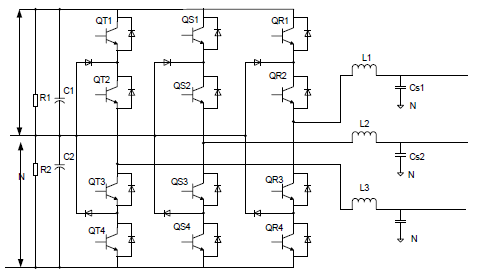 QT1
QS1
QR1
L1
QT2
QS2
QR2
R1
C1
Cs1
N
L2
C2
Cs2
R2
N
N
QT3
QS3
QR3
L3
QT4
QS4
QR4
N